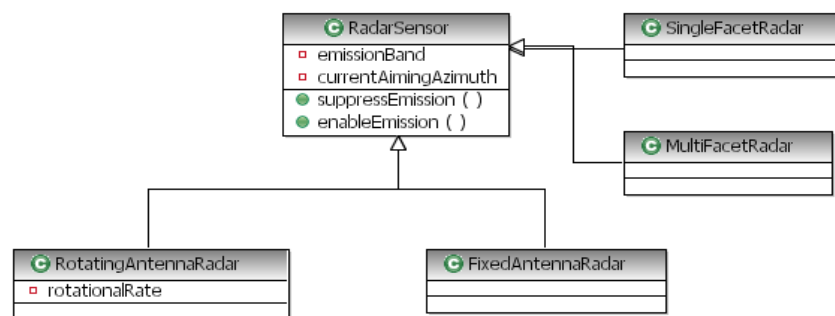 C RadarSensor
emissionBand
currentAimingAzimuth
suppressEmission ( )
enableEmission ( )
C SingleFacetRadar
C MultiFacetRadar
C RotatingAntennaRadar
rotationalRate
C FixedAntennaRadar